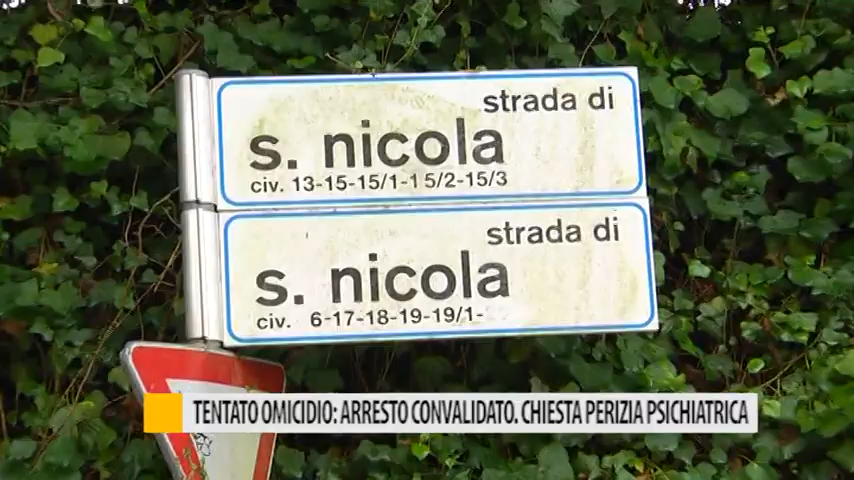 strada di
s. nicola
civ. 13-15-15/1-15/2-15/3
strada di
s. nicola
civ. 6-17-18-19-19/1-
TENTATO OMICIDIO: ARRESTO CONVALIDATO. CHIESTA PERIZIA PSICHIATRICA